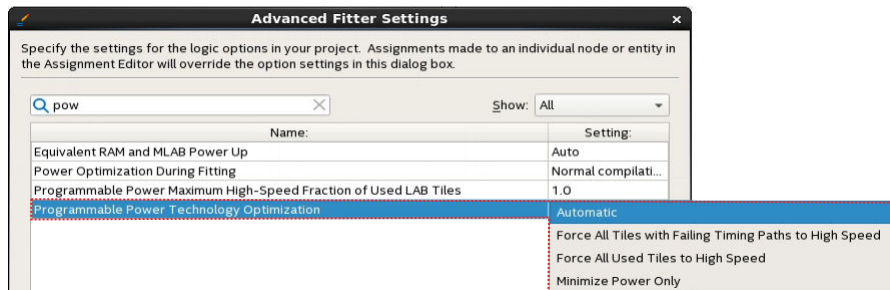 Advanced Fitter Settings
Specify the settings for the logic options in your project. Assignments made to an individual node or entity in
the Assignment Editor will override the option settings in this dialog box.
pow
Show: All
Name: Setting:
Equivalent RAM and MLAB Power Up Auto
Power Optimization During Fitting Normal compilati...
Programmable Power Maximum High-Speed Fraction of Used LAB Tiles 1.0
Programmable Power Technology Optimization Automatic
Force All Tiles with Failing Timing Paths to High Speed
Force All Used Tiles to High Speed
Minimize Power Only